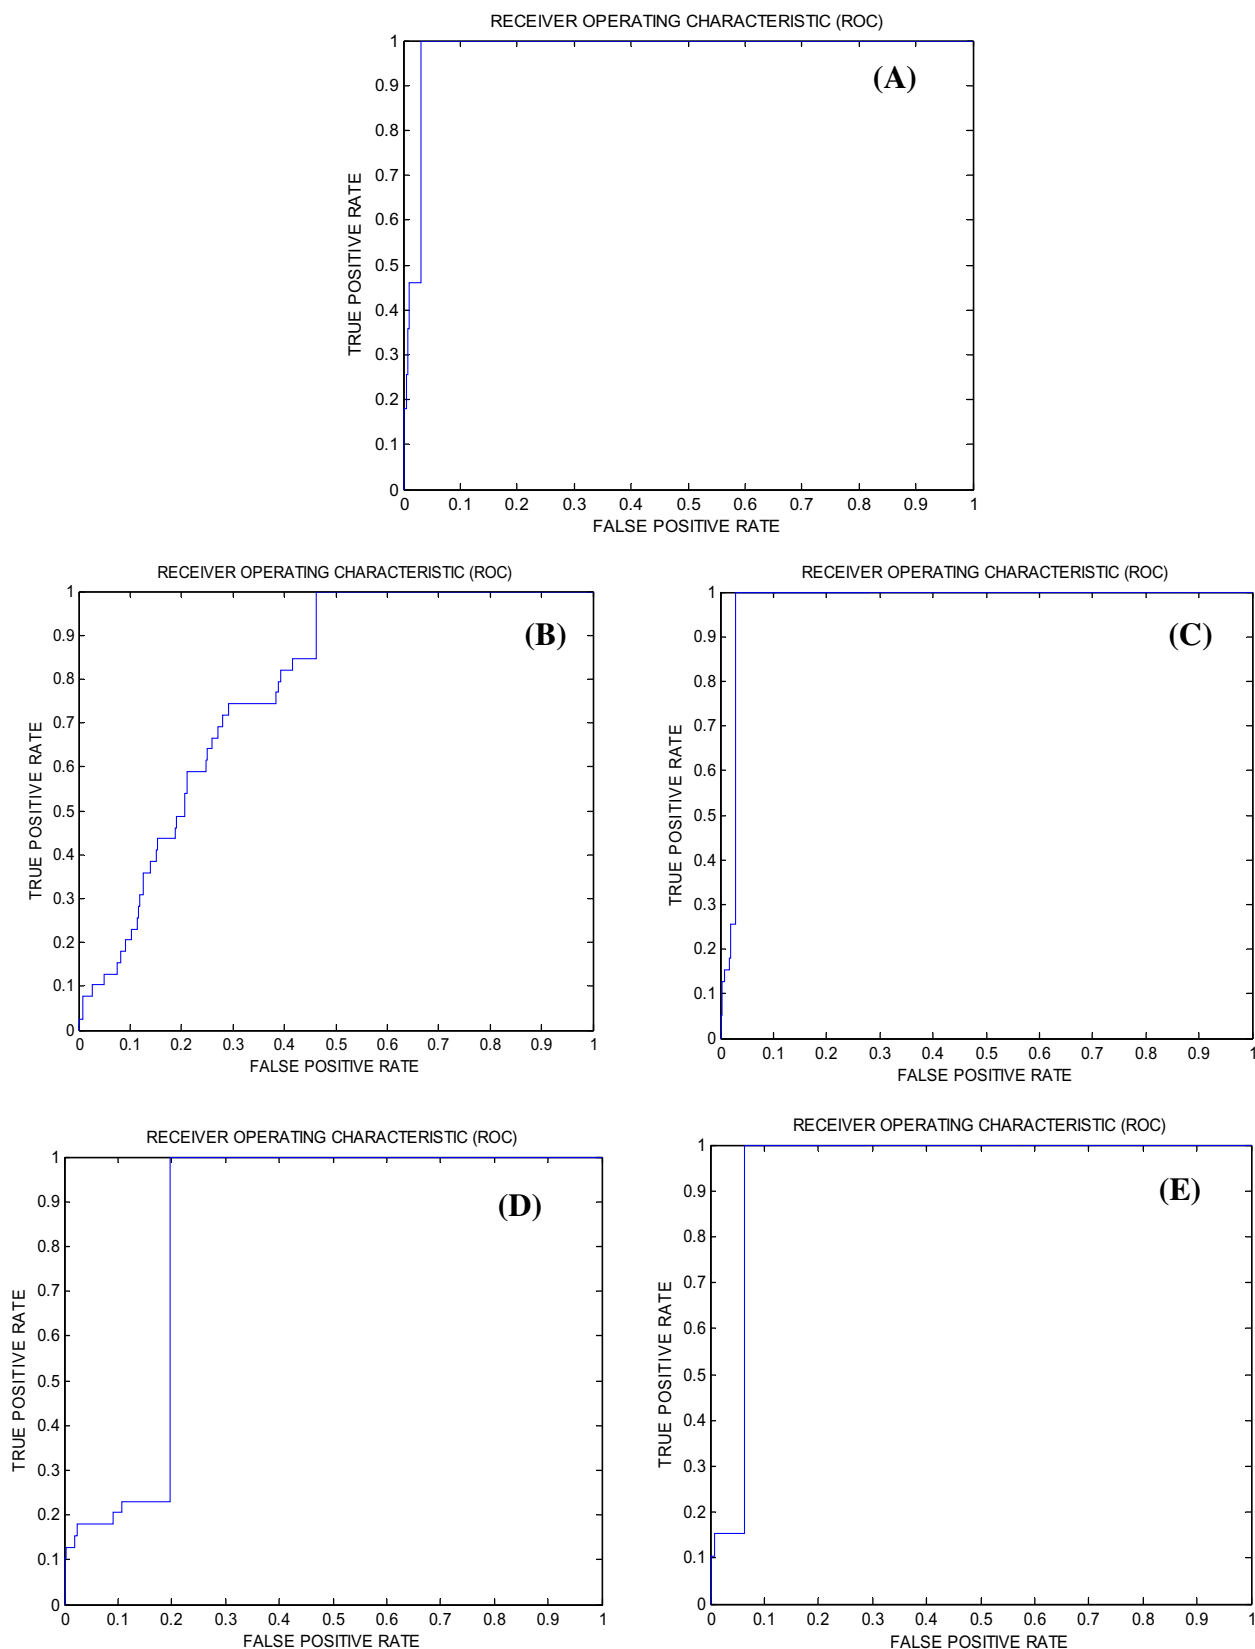 RECEIVER OPERATING CHARACTERISTIC (ROC)
1
0.9
0.8
0.7
0.6
0.5
0.4
0.3
0.2
0.1
0
TRUE POSITIVE RATE
(A)
0 0.1 0.2 0.3 0.4 0.5 0.6 0.7 0.8 0.9 1
FALSE POSITIVE RATE
RECEIVER OPERATING CHARACTERISTIC (ROC)
1
0.9
0.8
0.7
0.6
0.5
0.4
0.3
0.2
0.1
0
TRUE POSITIVE RATE
(B)
0 0.1 0.2 0.3 0.4 0.5 0.6 0.7 0.8 0.9 1
FALSE POSITIVE RATE
RECEIVER OPERATING CHARACTERISTIC (ROC)
1
0.9
0.8
0.7
0.6
0.5
0.4
0.3
0.2
0.1
0
TRUE POSITIVE RATE
(C)
0 0.1 0.2 0.3 0.4 0.5 0.6 0.7 0.8 0.9 1
FALSE POSITIVE RATE
RECEIVER OPERATING CHARACTERISTIC (ROC)
1
0.9
0.8
0.7
0.6
0.5
0.4
0.3
0.2
0.1
0
TRUE POSITIVE RATE
(D)
0 0.1 0.2 0.3 0.4 0.5 0.6 0.7 0.8 0.9 1
FALSE POSITIVE RATE
RECEIVER OPERATING CHARACTERISTIC (ROC)
1
0.9
0.8
0.7
0.6
0.5
0.4
0.3
0.2
0.1
0
TRUE POSITIVE RATE
(E)
0 0.1 0.2 0.3 0.4 0.5 0.6 0.7 0.8 0.9 1
FALSE POSITIVE RATE